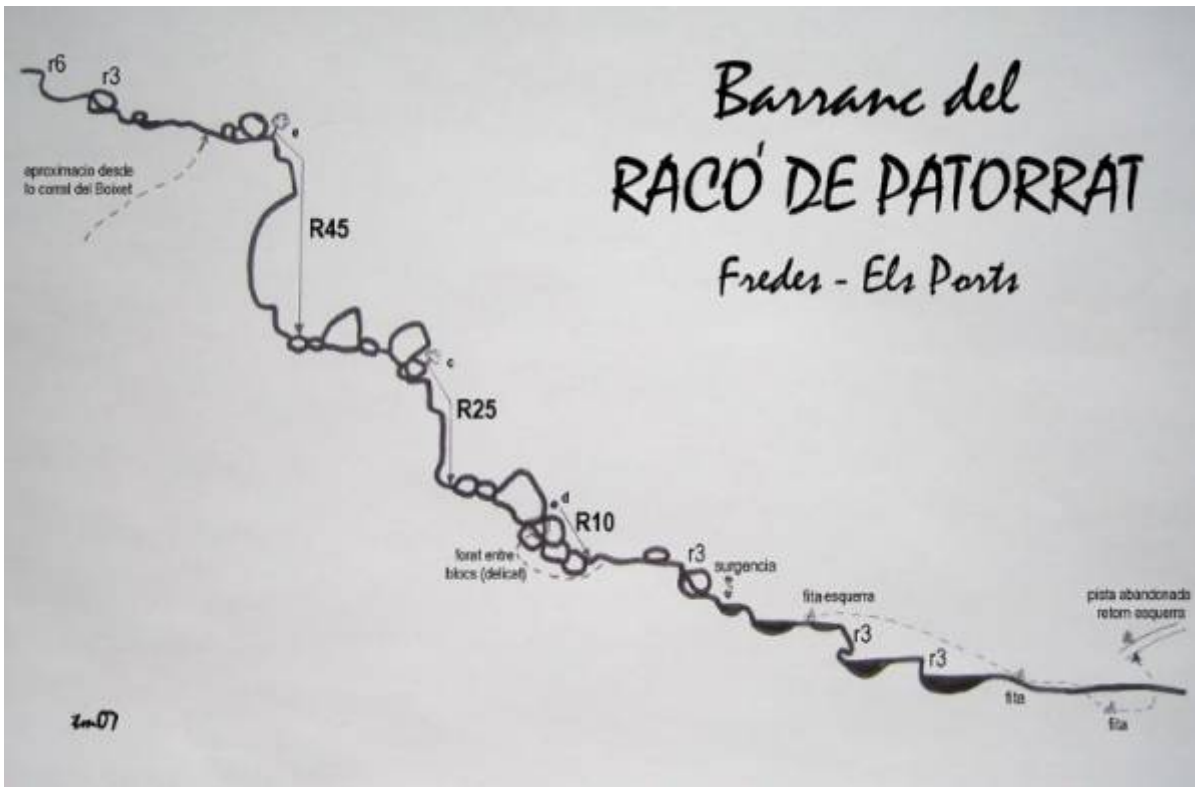 Barranc del
RACÓ DE PATORRAT
Fredes - Els Ports
r6
r3
e
aproximacio desde
lo corral del Boixet
R45
c
R25
d
R10
forat entre
blocs (delicat)
r3
surgencia
fita esquerra
r3
r3
pista abandonada
retorn esquerra
fita
fita
tm07